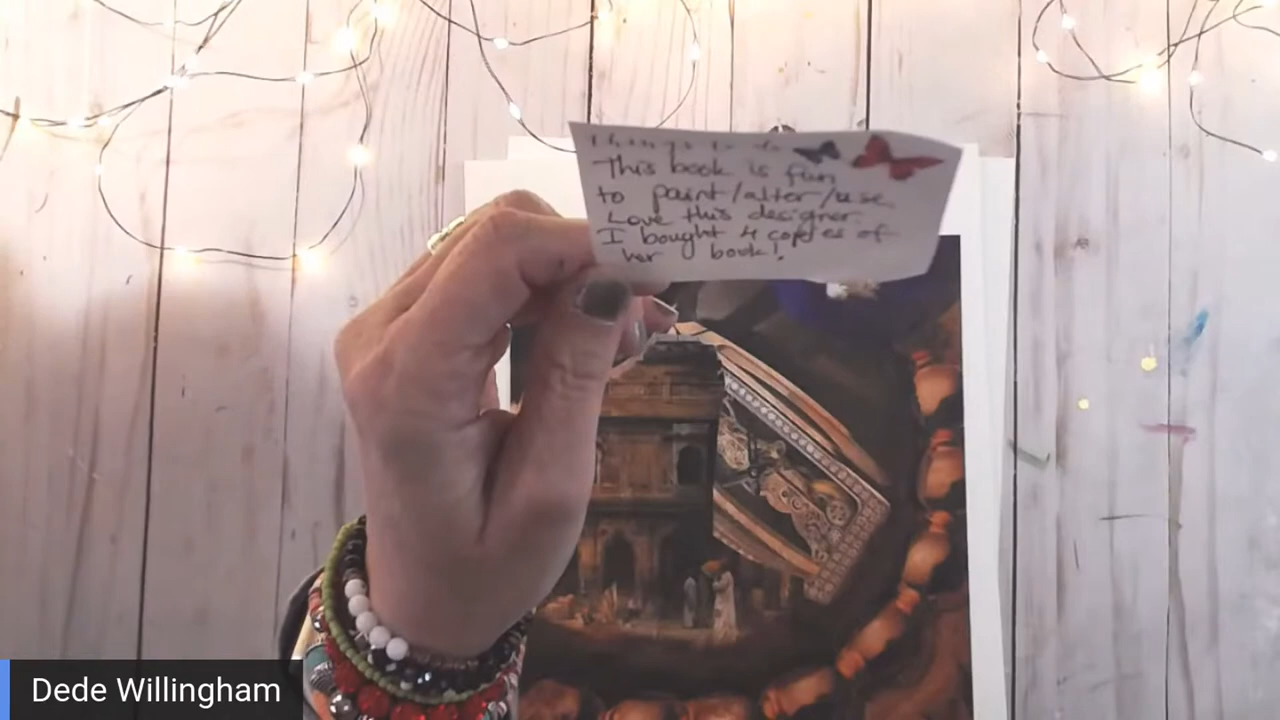 This book is fun
to paint/alter/use
Love this designer.
I bought 4 copies of
her book!
Dede Willingham